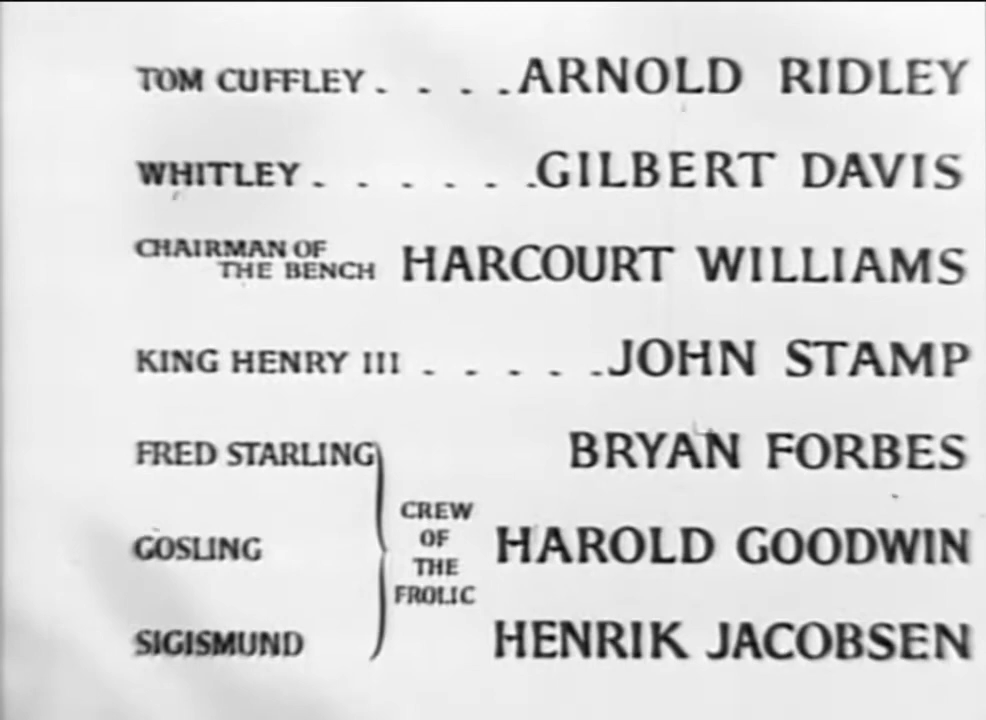 TOM CUFFLEY . . . . ARNOLD RIDLEY
WHITLEY . . . . . . GILBERT DAVIS
CHAIRMAN OF
THE BENCH HARCOURT WILLIAMS
KING HENRY III . . . . . JOHN STAMP
FRED STARLING BRYAN FORBES
GOSLING HAROLD GOODWIN
SIGISMUND HENRIK JACOBSEN
CREW
OF
THE
FROLIC